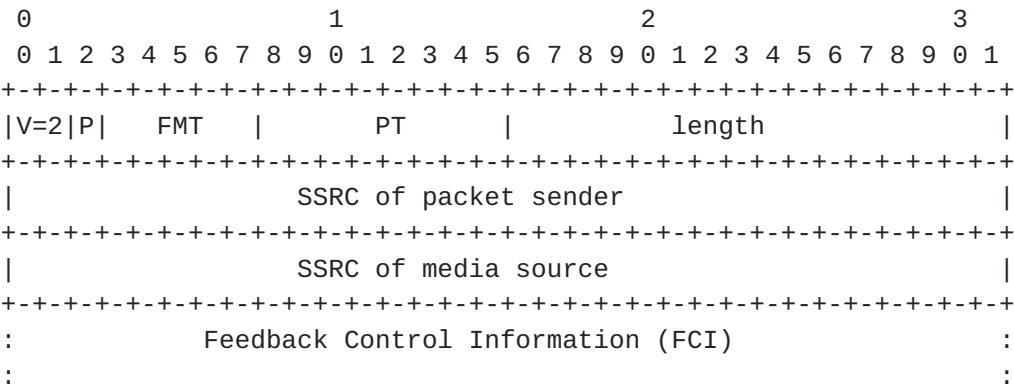 0                   1                   2                   3
 0 1 2 3 4 5 6 7 8 9 0 1 2 3 4 5 6 7 8 9 0 1 2 3 4 5 6 7 8 9 0 1
+-+-+-+-+-+-+-+-+-+-+-+-+-+-+-+-+-+-+-+-+-+-+-+-+-+-+-+-+-+-+-+-+
|V=2|P|   FMT   |       PT      |          length               |
+-+-+-+-+-+-+-+-+-+-+-+-+-+-+-+-+-+-+-+-+-+-+-+-+-+-+-+-+-+-+-+-+
|                  SSRC of packet sender                        |
+-+-+-+-+-+-+-+-+-+-+-+-+-+-+-+-+-+-+-+-+-+-+-+-+-+-+-+-+-+-+-+-+
|                  SSRC of media source                         |
+-+-+-+-+-+-+-+-+-+-+-+-+-+-+-+-+-+-+-+-+-+-+-+-+-+-+-+-+-+-+-+-+
:            Feedback Control Information (FCI)                 :
:                                                               :